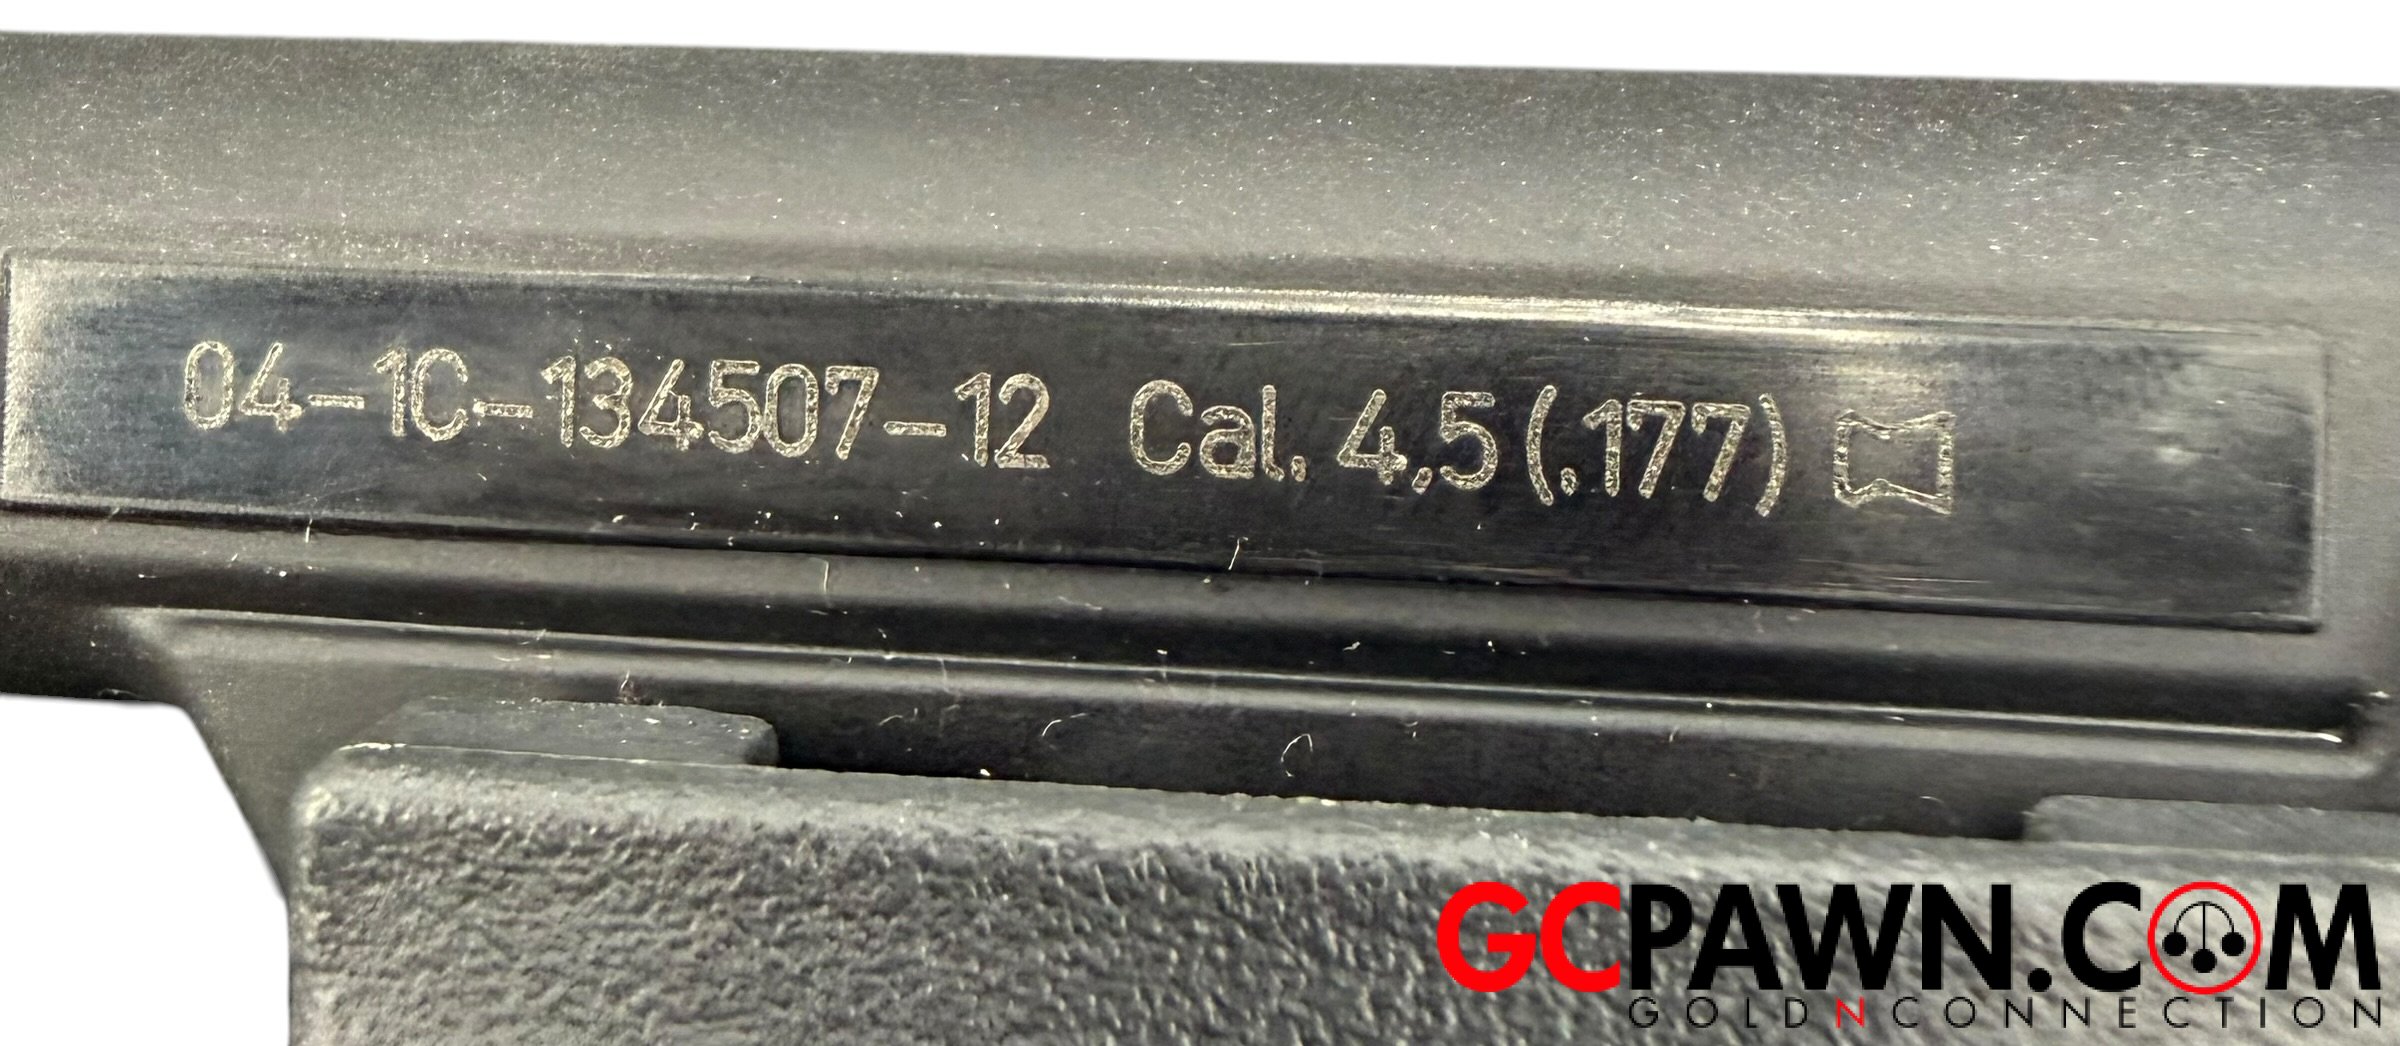 04-1C-134507-12 Cal. 4,5 (.177)
GCPAWN.COM
GOLDNCONNECTION